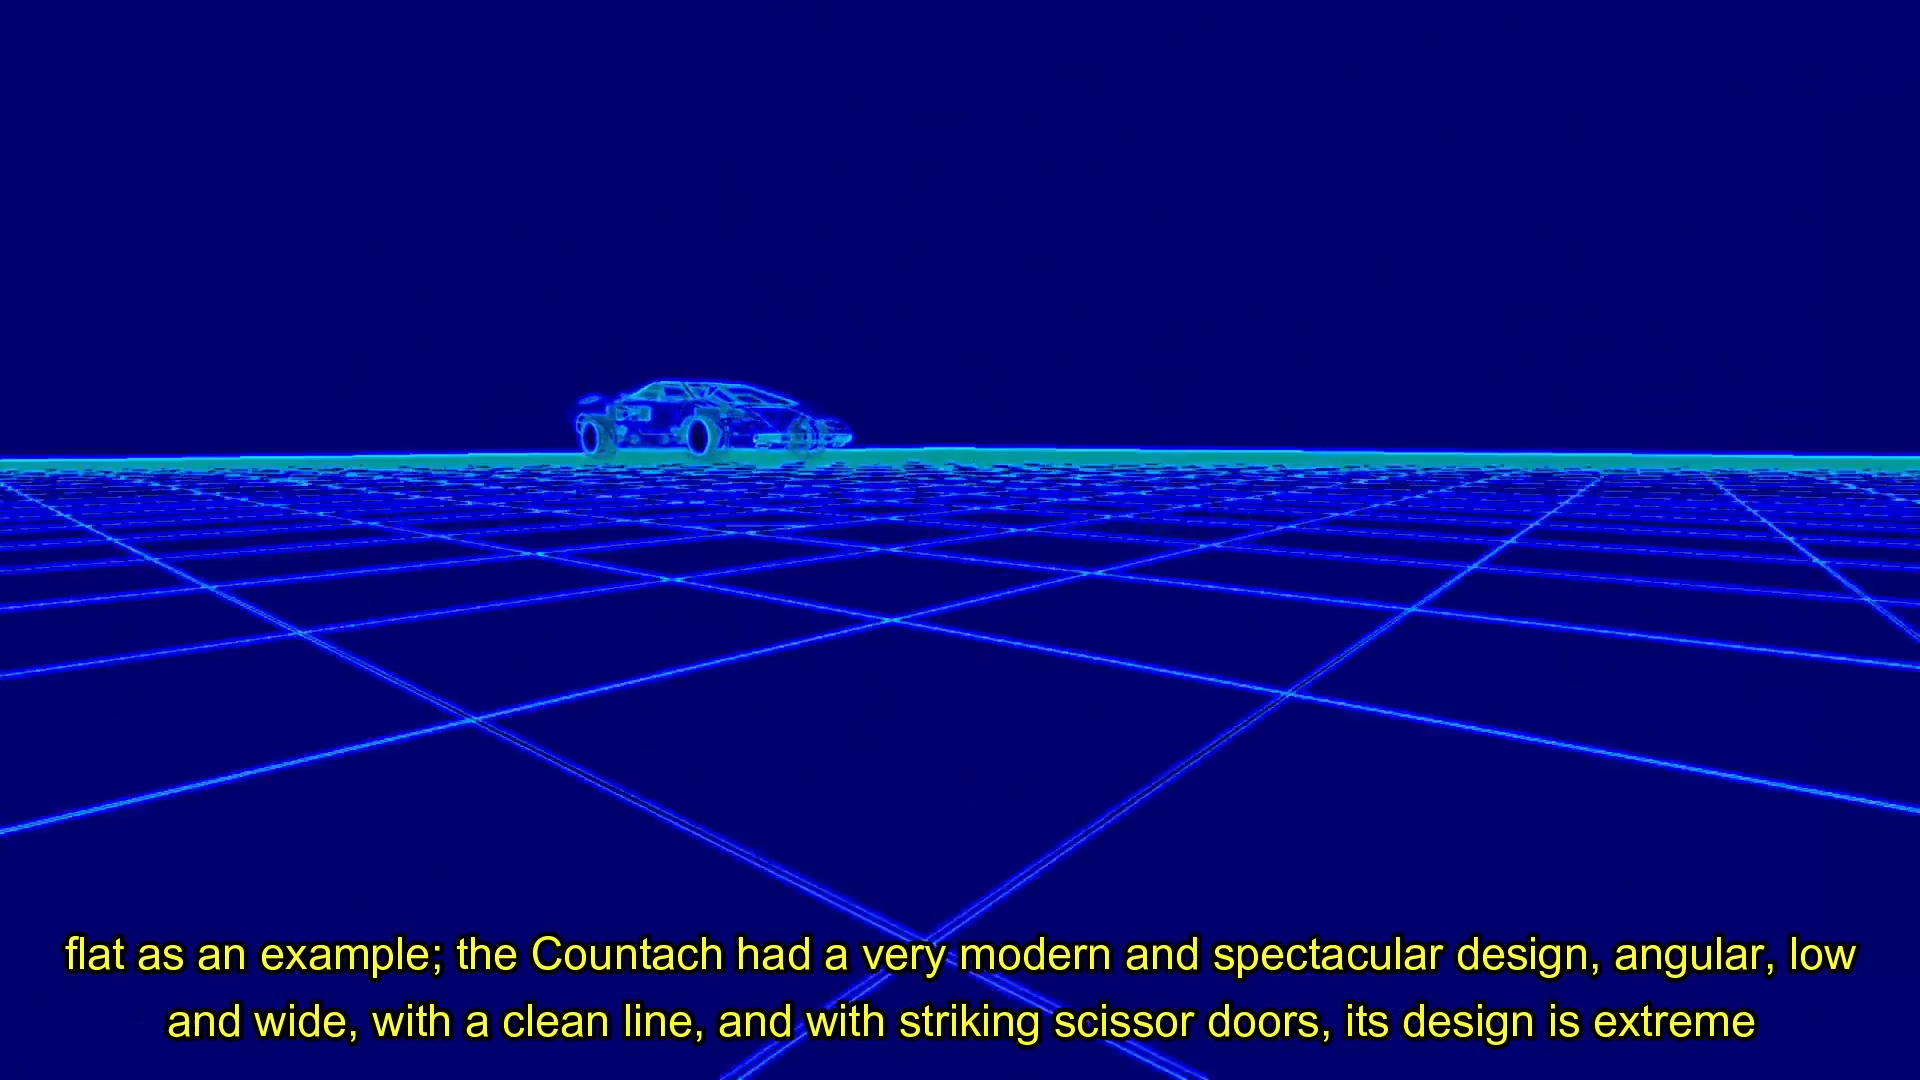 flat as an example; the Countach had a very modern and spectacular design, angular, low
and wide, with a clean line, and with striking scissor doors, its design is extreme